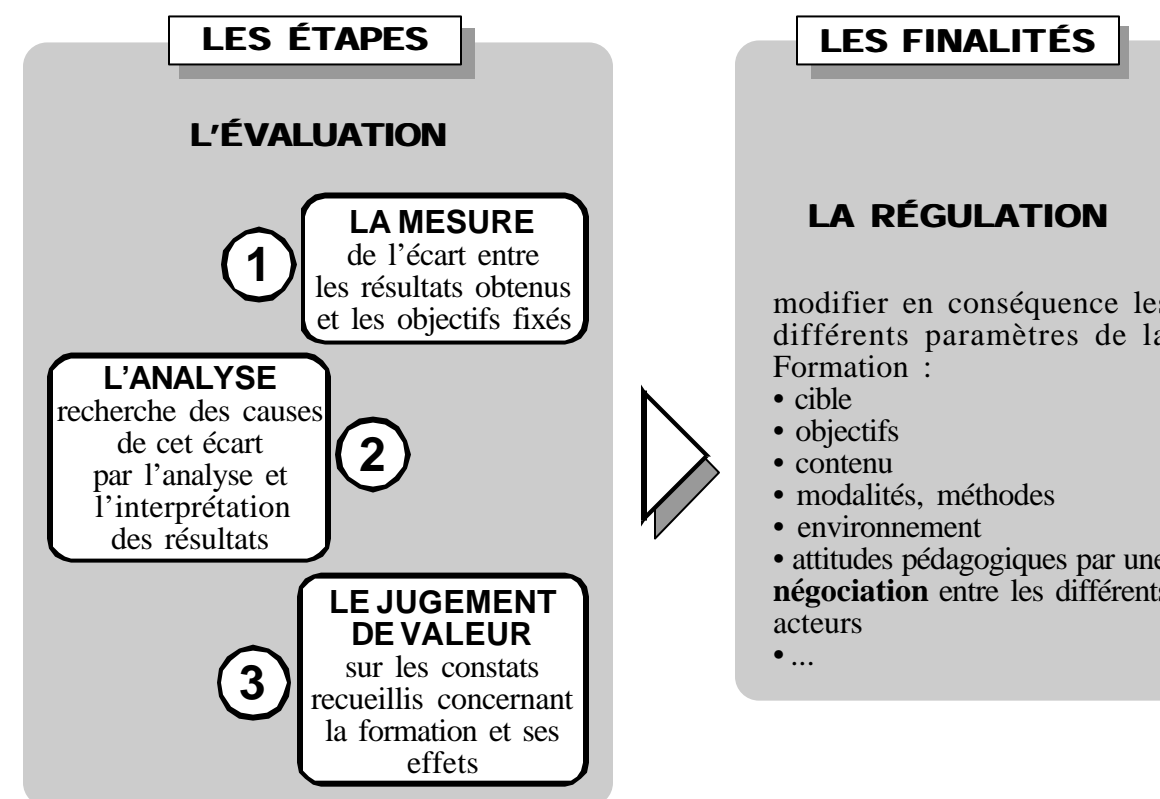 LES ÉTAPES
L'ÉVALUATION
1
LA MESURE
de l'écart entre
les résultats obtenus
et les objectifs fixés
L'ANALYSE
recherche des causes
de cet écart
par l'analyse et
l'interprétation
des résultats
2
3
LE JUGEMENT
DE VALEUR
sur les constats
recueillis concernant
la formation et ses
effets
LES FINALITÉS
LA RÉGULATION
modifier en conséquence les
différents paramètres de la
Formation :
• cible
• objectifs
• contenu
• modalités, méthodes
• environnement
• attitudes pédagogiques par une
négociation entre les différents
acteurs
• ...